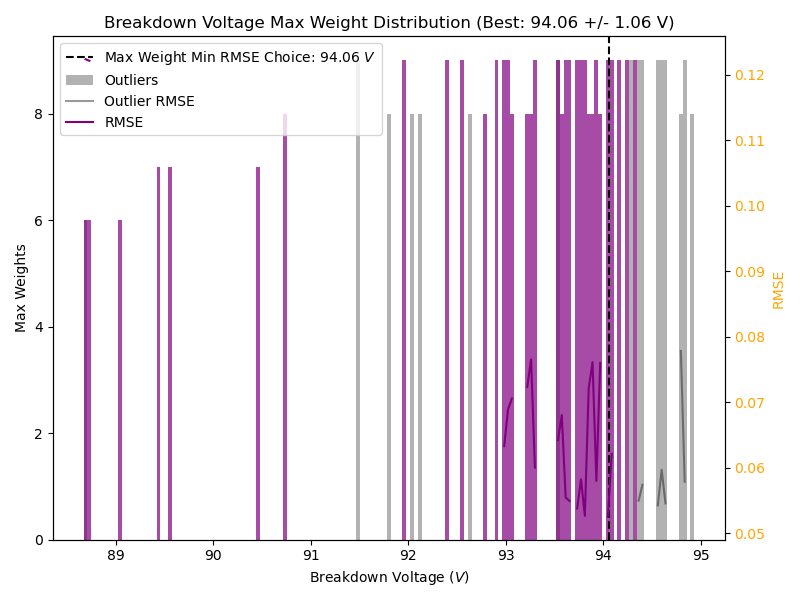 Breakdown Voltage Max Weight Distribution (Best: 94.06 +/- 1.06 V)
Max Weight Min RMSE Choice: 94.06 V
Outliers
Outlier RMSE
RMSE
Max Weights
0
2
4
6
8
RMSE
0.12
0.11
0.10
0.09
0.08
0.07
0.06
0.05
89 90 91 92 93 94 95
Breakdown Voltage (V)